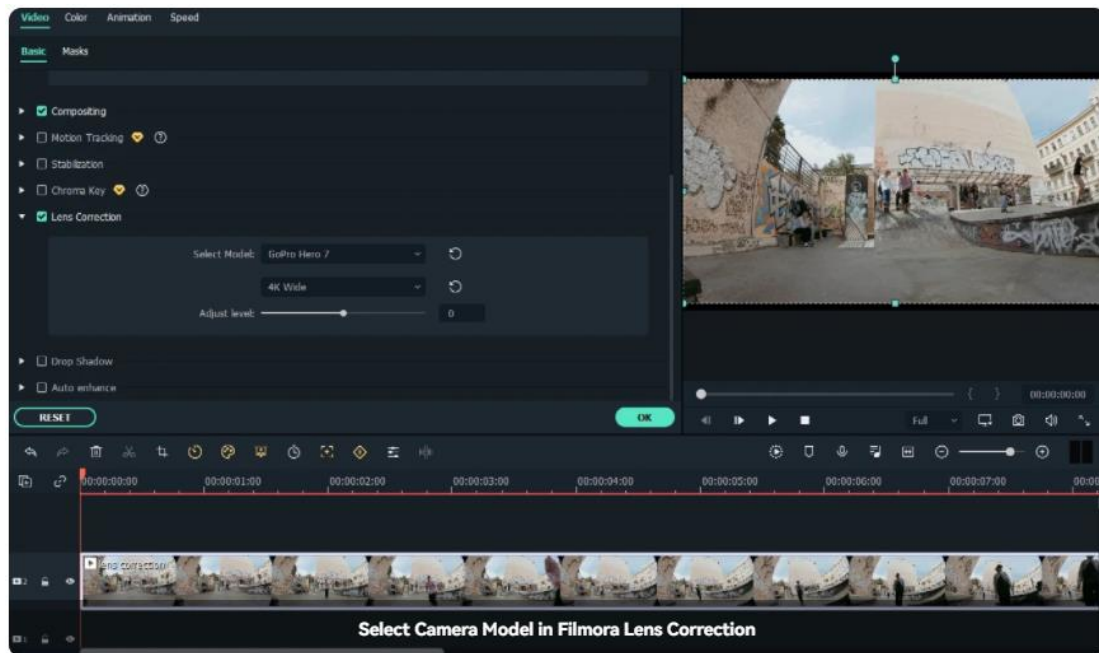 Video Color Animation Speed
Basic Masks
Compositing
Motion Tracking
Stabilization
Chroma Key
Lens Correction
Select Model: GoPro Hero 7
4K Wide
Adjust level: 0
Drop Shadow
Auto enhance
RESET OK
00:00:00:00
Full
00:00:00:00 00:00:01:00 00:00:02:00 00:00:03:00 00:00:04:00 00:00:05:00 00:00:06:00 00:00:07:00 00:00
lens correction
2
1
Select Camera Model in Filmora Lens Correction